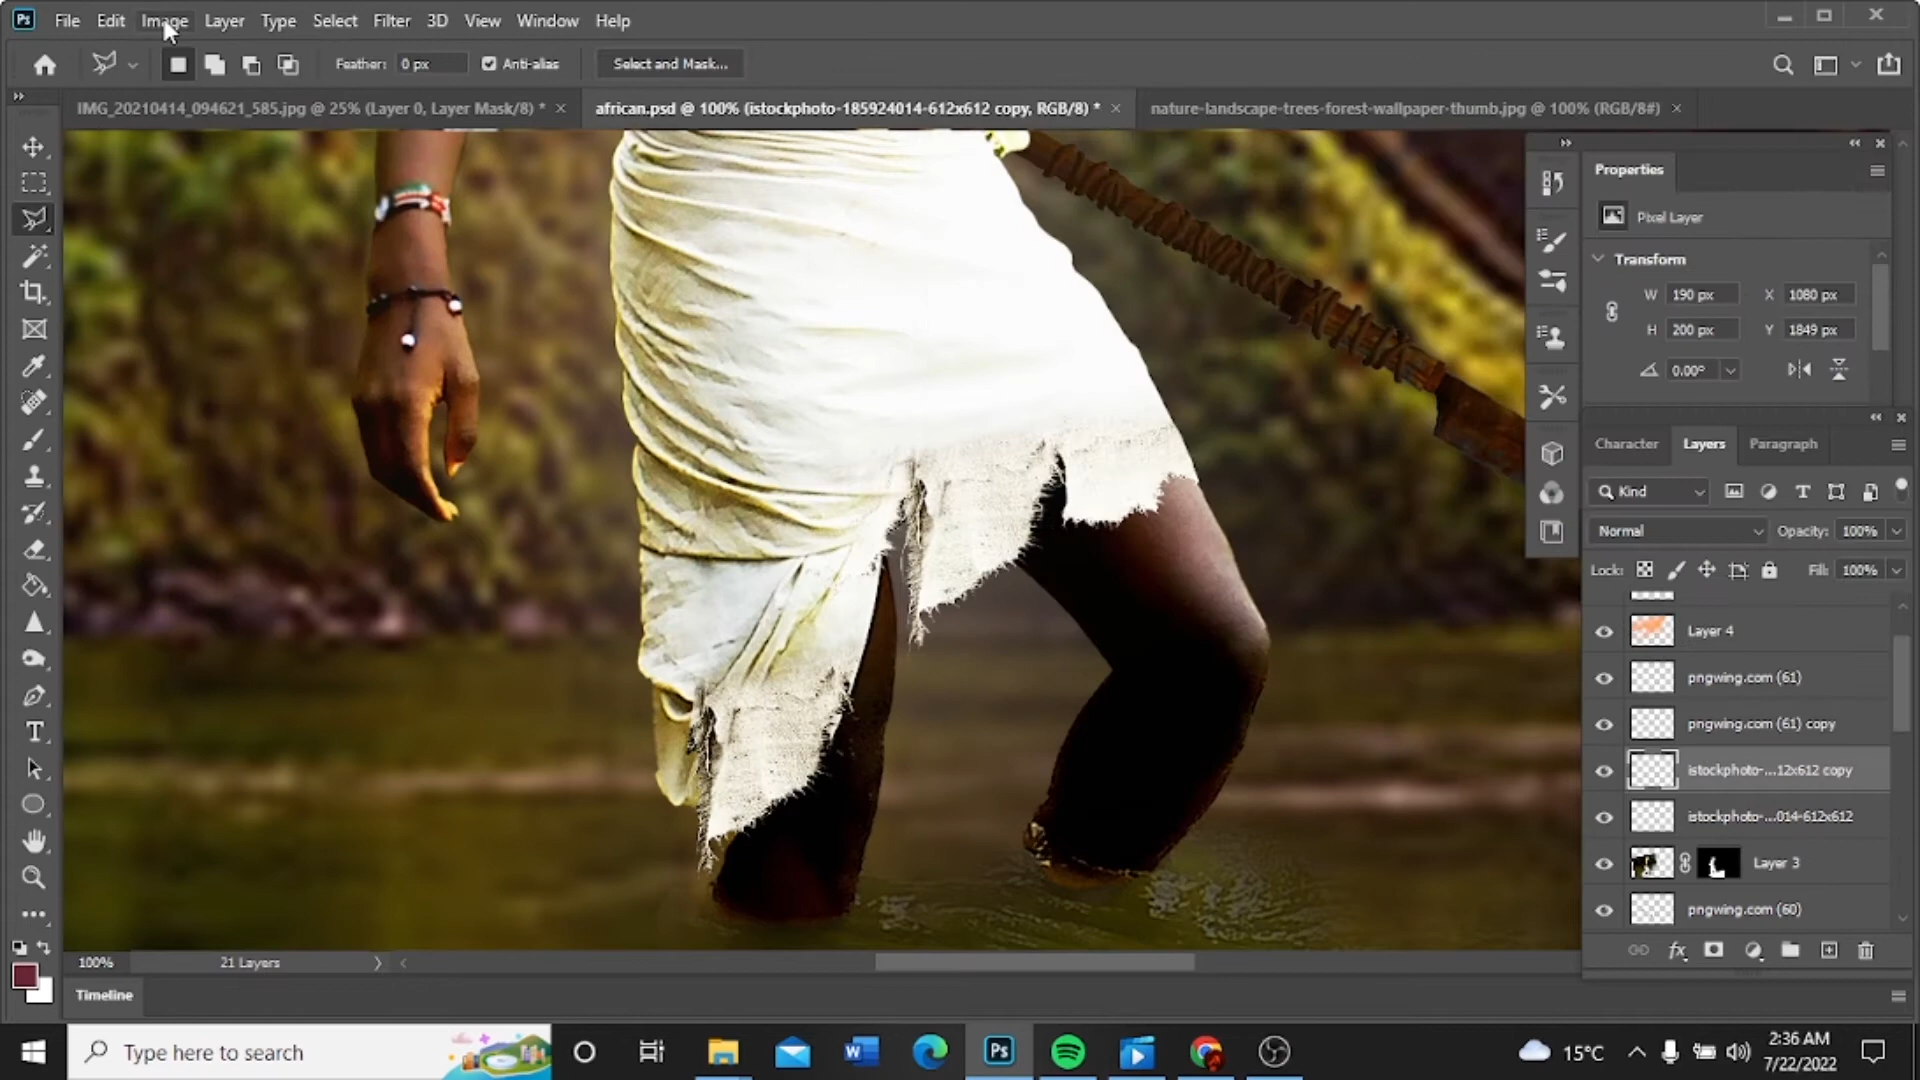 Ps File Edit Image Layer Type Select Filter 3D View Window Help
Feather: 0 px Anti-alias Select and Mask...
IMG_20210414_094621_585.jpg @ 25% (Layer 0, Layer Mask/8) * ×
african.psd @ 100% (istockphoto-185924014-612x612 copy, RGB/8) * ×
nature-landscape-trees-forest-wallpaper-thumb.jpg @ 100% (RGB/8#) ×
Properties
Pixel Layer
Transform
W 190 px X 1080 px
H 200 px Y 1849 px
0.00°
Character Layers Paragraph
Kind
Normal Opacity: 100%
Lock: Fill: 100%
Layer 4
pngwing.com (61)
pngwing.com (61) copy
istockphoto-...12x612 copy
istockphoto-...014-612x612
Layer 3
pngwing.com (60)
100% 21 Layers
Timeline
Type here to search
15°C
2:36 AM
7/22/2022